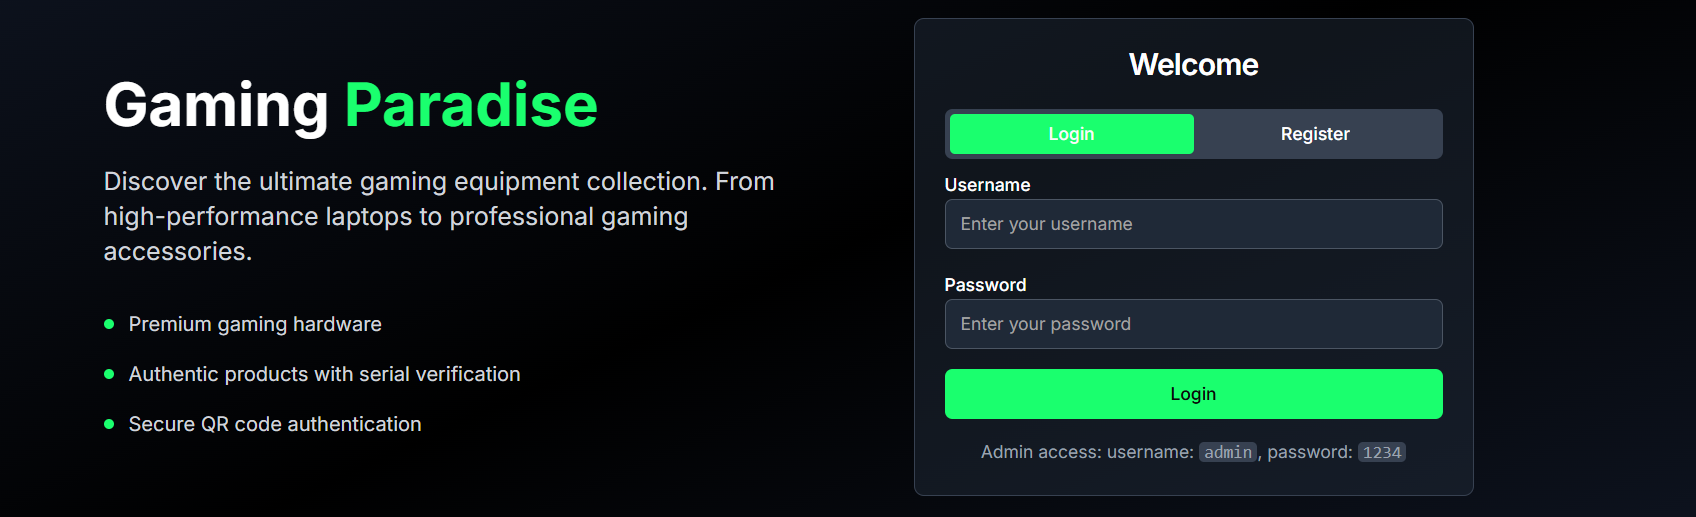 Gaming Paradise
Discover the ultimate gaming equipment collection. From
high-performance laptops to professional gaming
accessories.
Premium gaming hardware
Authentic products with serial verification
Secure QR code authentication
Welcome
Login Register
Username
Enter your username
Password
Enter your password
Login
Admin access: username: admin, password: 1234